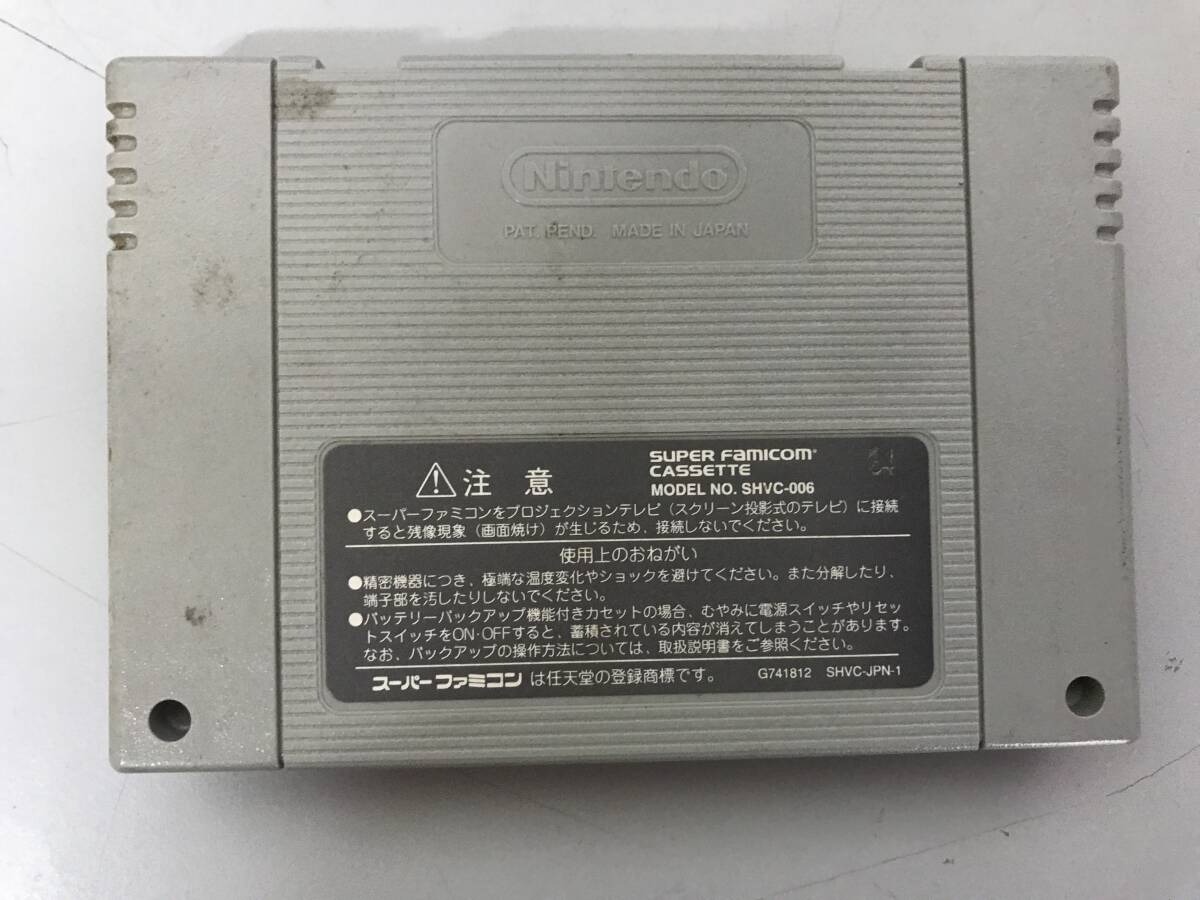 Nintendo
PAT. PEND. MADE IN JAPAN
注意
SUPER FAMICOM
CASSETTE
MODEL NO. SHVC-006
●スーパーファミコンをプロジェクションテレビ（スクリーン投影式のテレビ）に接続
すると残像現象（画面焼け）が生じるため、接続しないでください。
使用上のおねがい
●精密機器につき、極端な温度変化やショックを避けてください。また分解したり、
端子部を汚したりしないでください。
●バッテリーバックアップ機能付きカセットの場合、むやみに電源スイッチやリセッ
トスイッチをON・OFFすると、蓄積されている内容が消えてしまうことがあります。
なお、バックアップの操作方法については、取扱説明書をご参照ください。
スーパーファミコンは任天堂の登録商標です。
G741812 SHVC-JPN-1